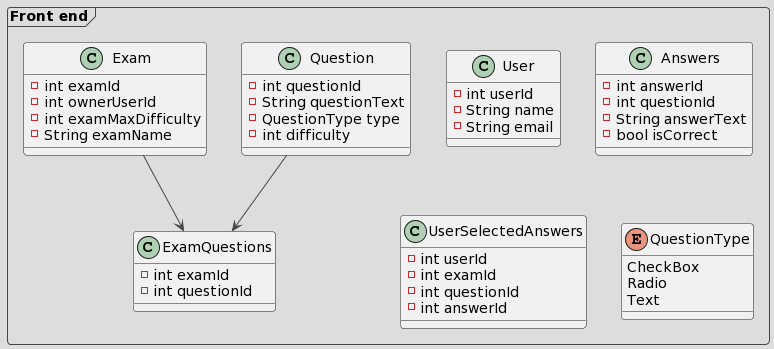 Front end
C Exam
int examId
int ownerUserId
int examMaxDifficulty
String examName
C Question
int questionId
String questionText
QuestionType type
int difficulty
C User
int userId
String name
String email
C Answers
int answerId
int questionId
String answerText
bool isCorrect
C ExamQuestions
int examId
int questionId
C UserSelectedAnswers
int userId
int examId
int questionId
int answerId
E QuestionType
CheckBox
Radio
Text